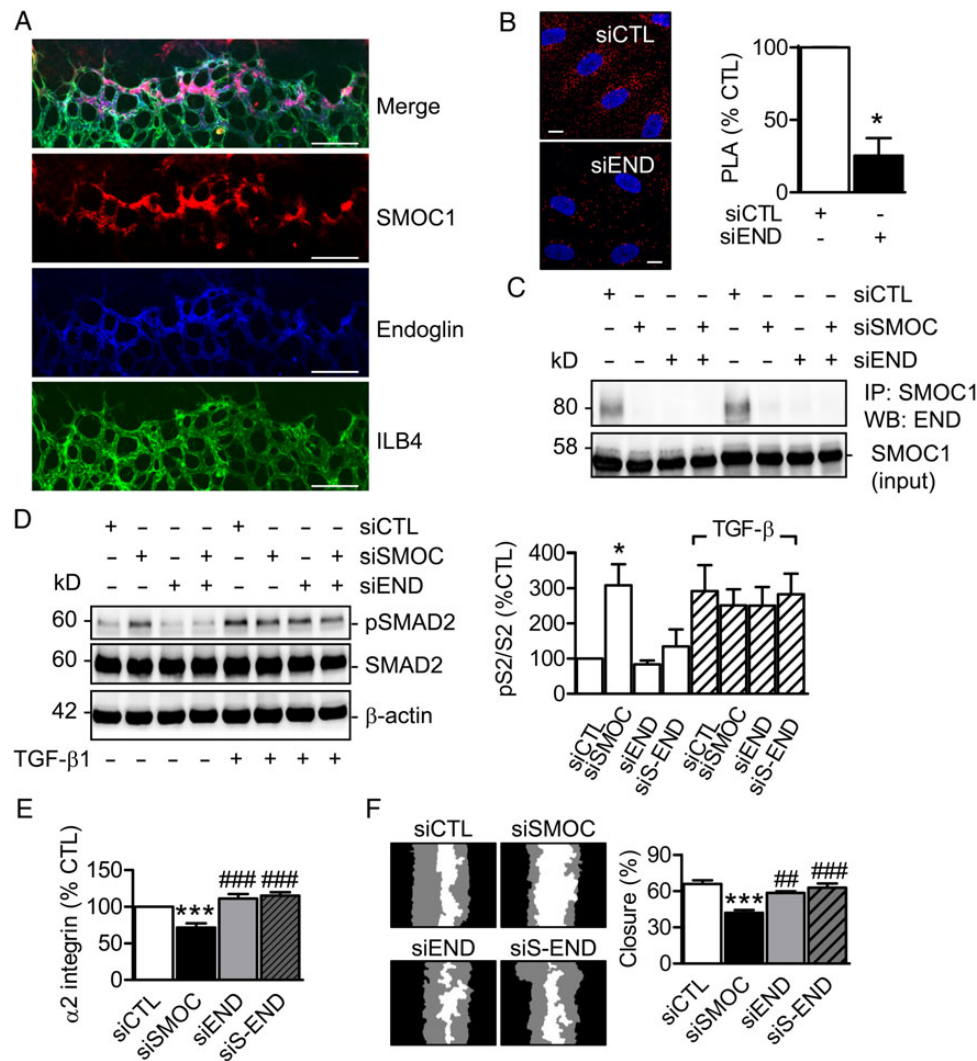 A
Merge
SMOC1
Endoglin
ILB4
B
siCTL
siEND
PLA (% CTL)
100
50
0
*
siCTL + -
siEND - +
C
+ – – – + – – – siCTL
– + – + – + – + siSMOC
kD – – + + – – + + siEND
80
IP: SMOC1
WB: END
58
SMOC1
(input)
D
+ – – – + – – – siCTL
– + – + – + – + siSMOC
kD – – + + – – + + siEND
60 pSMAD2
60 SMAD2
42 β-actin
TGF-β1 – – – – + + + +
pS2/S2 (%CTL)
400
300
200
100
0
*
TGF-β
siCTL
siSMOC
siEND
siS-END
siCTL
siSMOC
siEND
siS-END
E
α2 integrin (% CTL)
150
100
50
0
***
###
###
siCTL
siSMOC
siEND
siS-END
F
siCTL siSMOC
siEND siS-END
Closure (%)
90
60
30
0
***
##
###
siCTL
siSMOC
siEND
siS-END